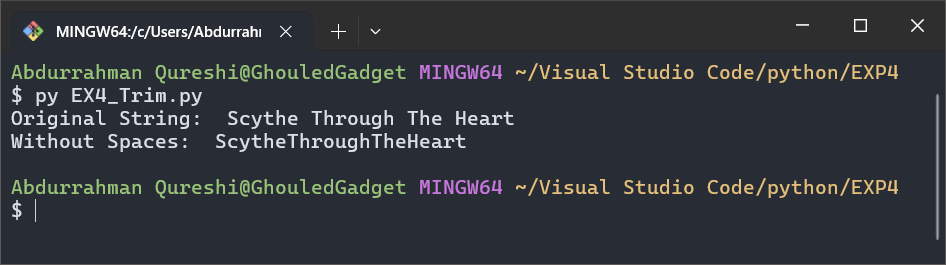 MINGW64:/c/Users/Abdurrahm
Abdurrahman Qureshi@GhouledGadget MINGW64 ~/Visual Studio Code/python/EXP4
$ py EX4_Trim.py
Original String:  Scythe Through The Heart
Without Spaces:  ScytheThroughTheHeart
Abdurrahman Qureshi@GhouledGadget MINGW64 ~/Visual Studio Code/python/EXP4
$